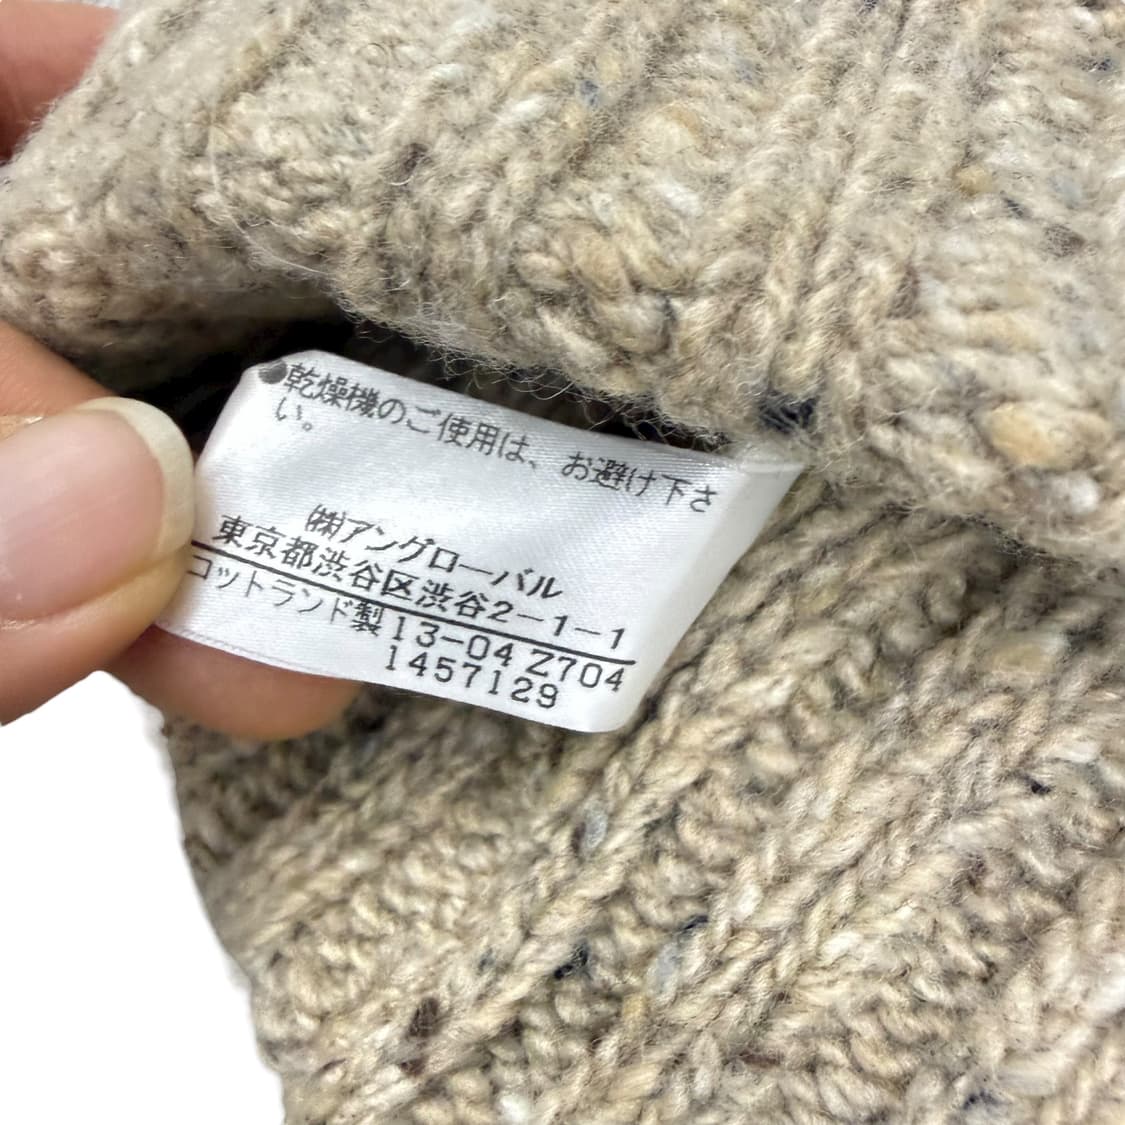 ●乾燥機のご使用は、お避け下さ
い。
㈱アングローバル
東京都渋谷区渋谷2-1-1
コットランド製
13-04 Z704
1457129